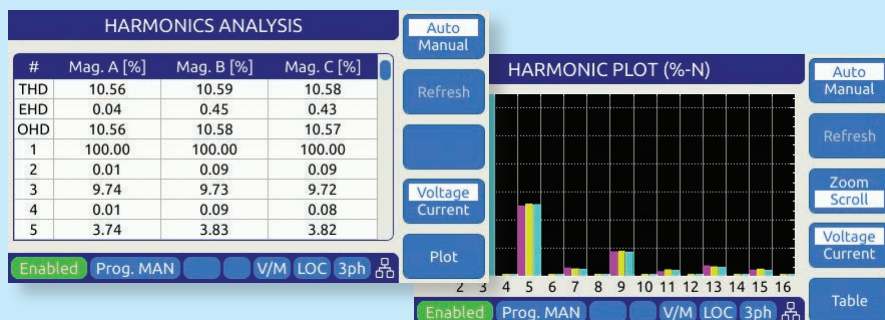 HARMONICS ANALYSIS
# Mag. A [%] Mag. B [%] Mag. C [%]
THD 10.56 10.59 10.58
EHD 0.04 0.45 0.43
OHD 10.56 10.58 10.57
1 100.00 100.00 100.00
2 0.01 0.09 0.09
3 9.74 9.73 9.72
4 0.01 0.09 0.08
5 3.74 3.83 3.82
Auto
Manual
Refresh
Voltage
Current
Plot
Enabled Prog. MAN V/M LOC 3ph
HARMONIC PLOT (%-N)
2 3 4 5 6 7 8 9 10 11 12 13 14 15 16
Auto
Manual
Refresh
Zoom
Scroll
Voltage
Current
Table
Enabled Prog. MAN V/M LOC 3ph